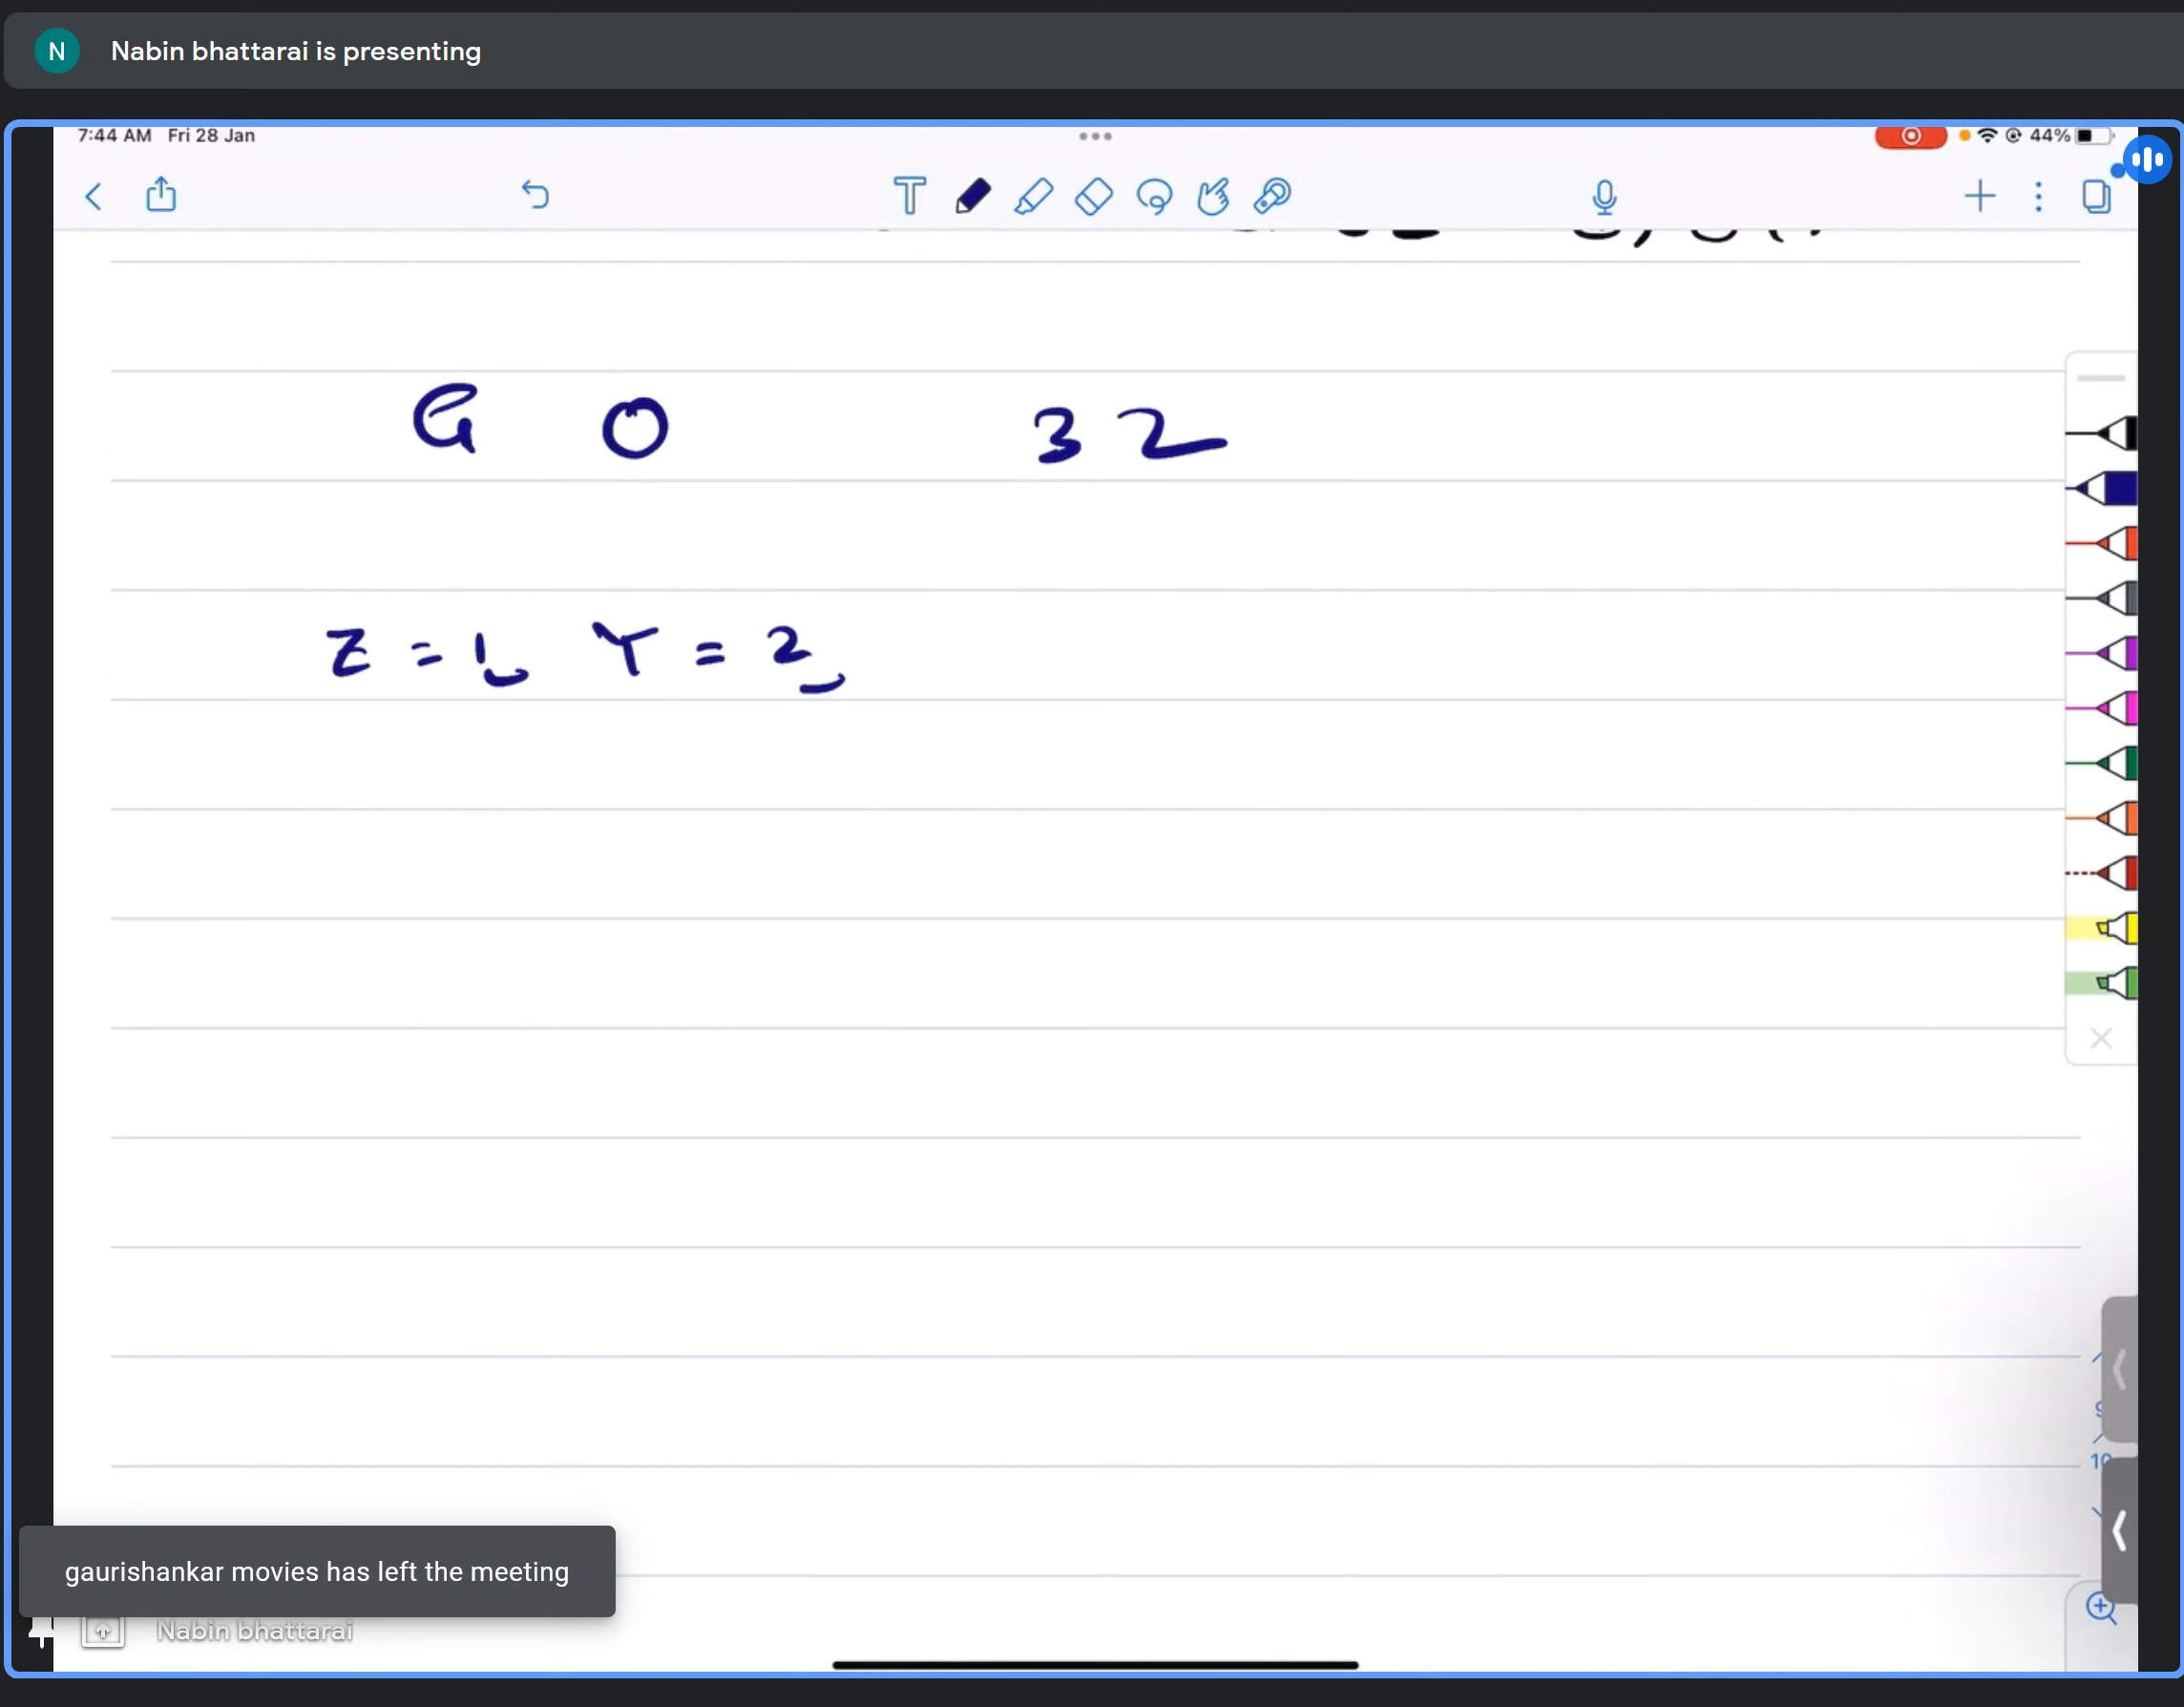 N Nabin bhattarai is presenting
7:44 AM Fri 28 Jan
44%
T
G O 32
Z = 1, Y = 2,
10
gaurishankar movies has left the meeting
Nabin bhattarai